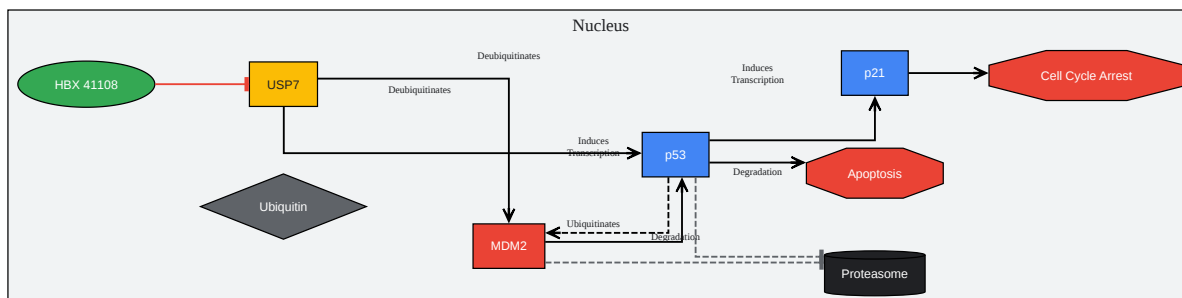 Nucleus
Deubiquitinates
HBX 41108
USP7
Deubiquitinates
Induces
Transcription
p21
Cell Cycle Arrest
Induces
Transcription
p53
Degradation
Apoptosis
Ubiquitin
Ubiquitinates
Degradation
MDM2
Proteasome